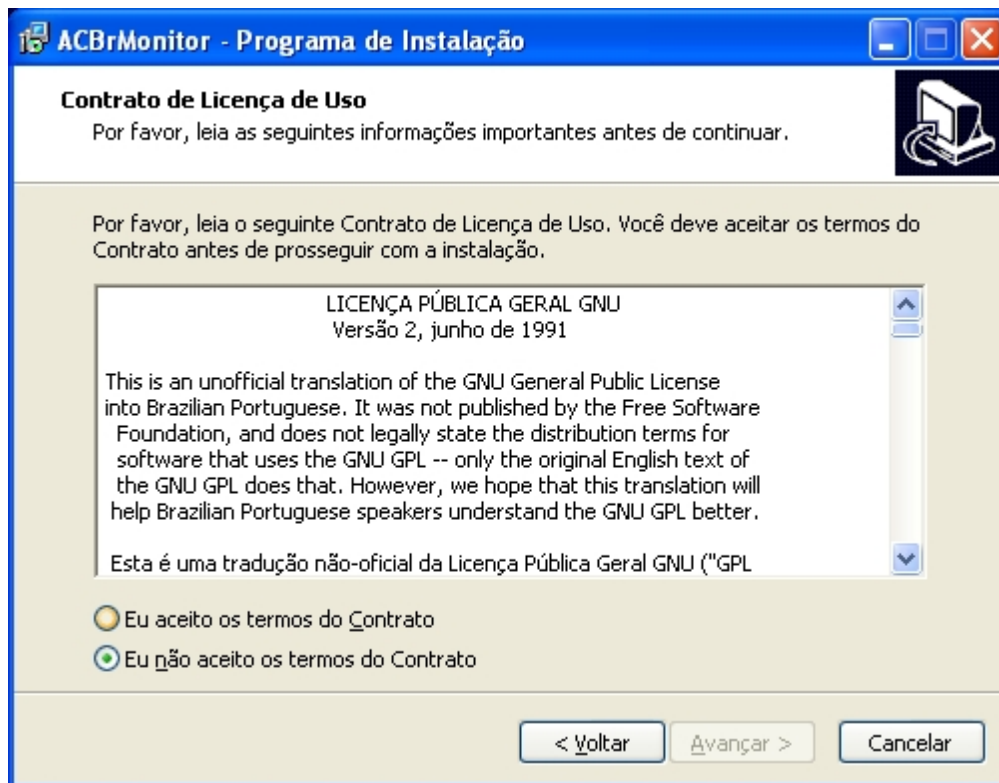 ACBrMonitor - Programa de Instalação
Contrato de Licença de Uso
Por favor, leia as seguintes informações importantes antes de continuar.
Por favor, leia o seguinte Contrato de Licença de Uso. Você deve aceitar os termos do
Contrato antes de prosseguir com a instalação.
LICENÇA PÚBLICA GERAL GNU
Versão 2, junho de 1991
This is an unofficial translation of the GNU General Public License
into Brazilian Portuguese. It was not published by the Free Software
Foundation, and does not legally state the distribution terms for
software that uses the GNU GPL -- only the original English text of
the GNU GPL does that. However, we hope that this translation will
help Brazilian Portuguese speakers understand the GNU GPL better.
Esta é uma tradução não-oficial da Licença Pública Geral GNU ("GPL
Eu aceito os termos do Contrato
Eu não aceito os termos do Contrato
< Voltar
Avançar >
Cancelar